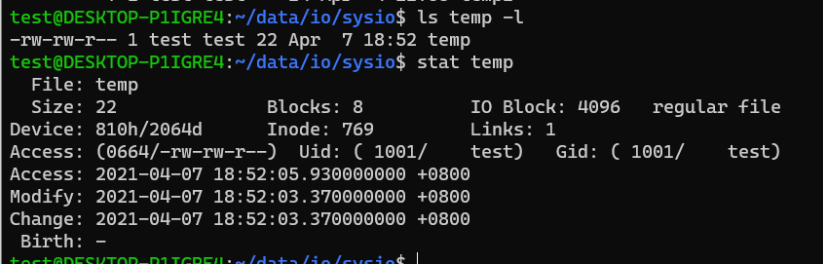 test@DESKTOP-P1IGRE4:~/data/io/sysio$ ls temp -l
-rw-rw-r-- 1 test test 22 Apr  7 18:52 temp
test@DESKTOP-P1IGRE4:~/data/io/sysio$ stat temp
  File: temp
  Size: 22              Blocks: 8          IO Block: 4096   regular file
Device: 810h/2064d      Inode: 769         Links: 1
Access: (0664/-rw-rw-r--)  Uid: ( 1001/    test)   Gid: ( 1001/    test)
Access: 2021-04-07 18:52:05.930000000 +0800
Modify: 2021-04-07 18:52:03.370000000 +0800
Change: 2021-04-07 18:52:03.370000000 +0800
 Birth: -
test@DESKTOP-P1IGRE4:~/data/io/sysio$